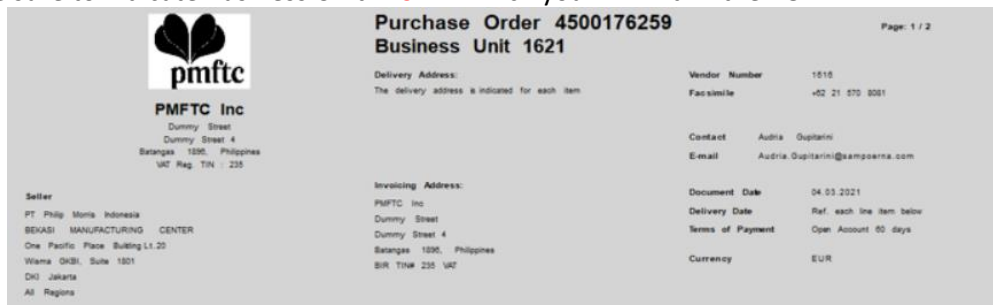 pmftc
PMFTC Inc
Dummy Street
Dummy Street 4
Batangas 1896, Philippines
VAT Reg. TIN : 235
Seller
PT Philip Morris Indonesia
BEKASI MANUFACTURING CENTER
One Pacific Place Building Lt.20
Wisma GKBI, Suite 1801
DKI Jakarta
All Regions
Purchase Order 4500176259
Business Unit 1621
Delivery Address:
The delivery address is indicated for each item
Invoicing Address:
PMFTC Inc
Dummy Street
Dummy Street 4
Batangas 1896, Philippines
BIR TIN# 235 VAT
Page: 1 / 2
Vendor Number 1616
Facsimile +62 21 570 8081
Contact Audria Gupitarini
E-mail Audria.Gupitarini@sampoerna.com
Document Date 04.03.2021
Delivery Date Ref. each line item below
Terms of Payment Open Account 60 days
Currency EUR